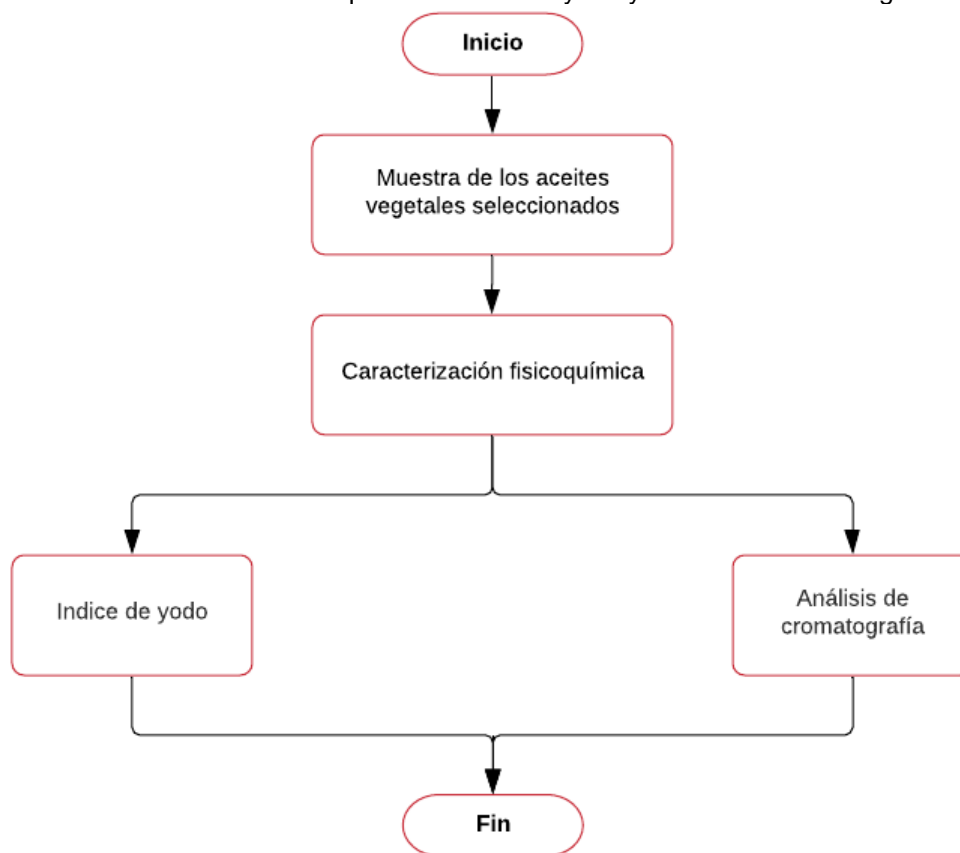 Inicio
Muestra de los aceites
vegetales seleccionados
Caracterización fisicoquímica
Indice de yodo
Análisis de
cromatografía
Fin